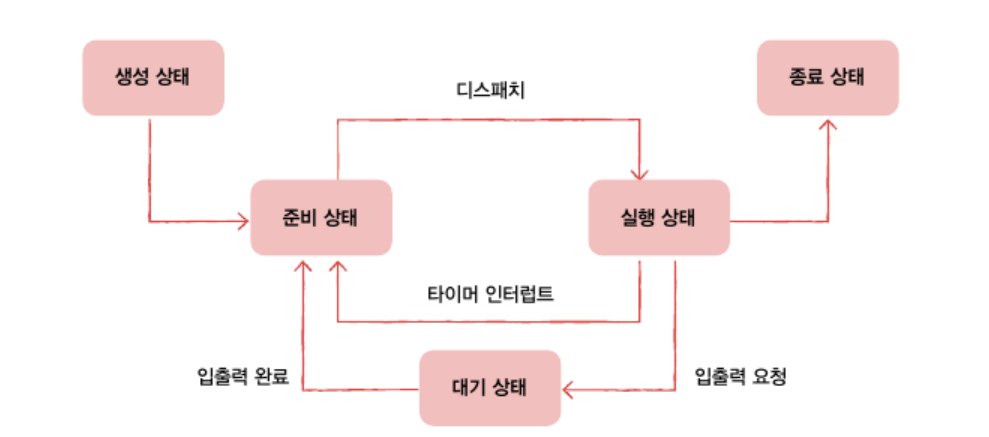 생성 상태
종료 상태
디스패치
준비 상태
실행 상태
타이머 인터럽트
입출력 완료
대기 상태
입출력 요청